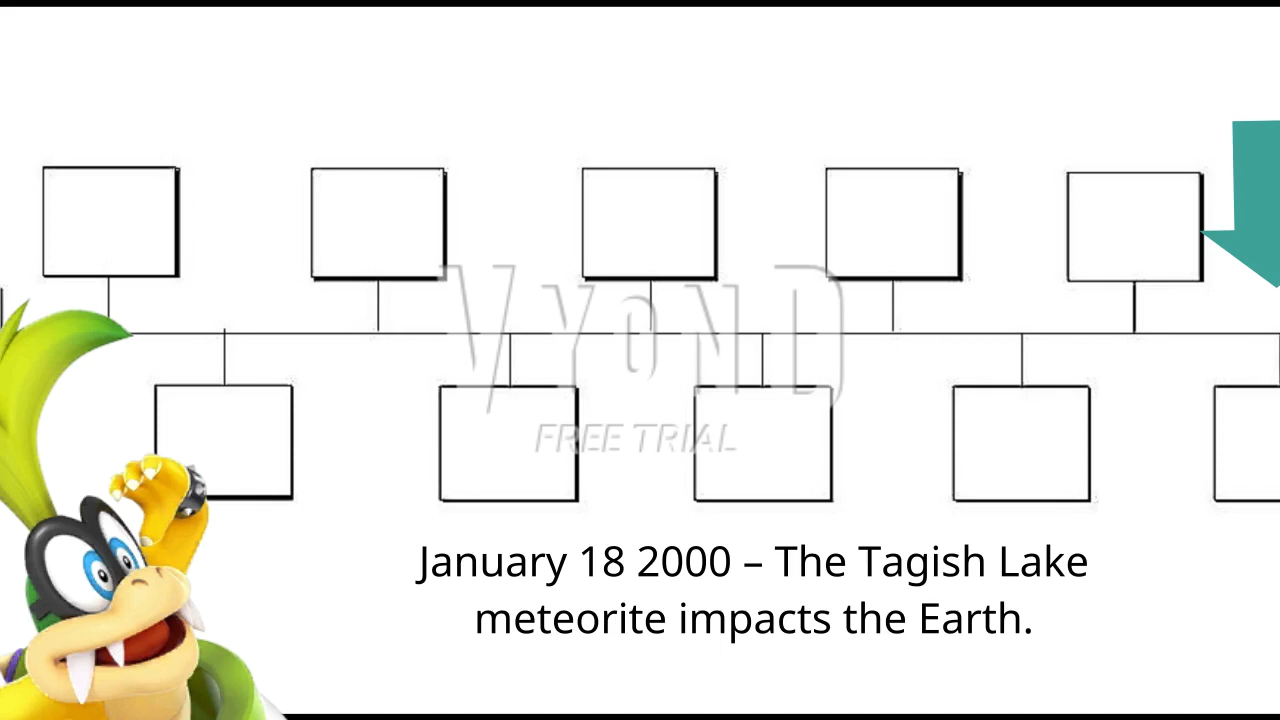 VYOND
FREE TRIAL
January 18 2000 – The Tagish Lake
meteorite impacts the Earth.